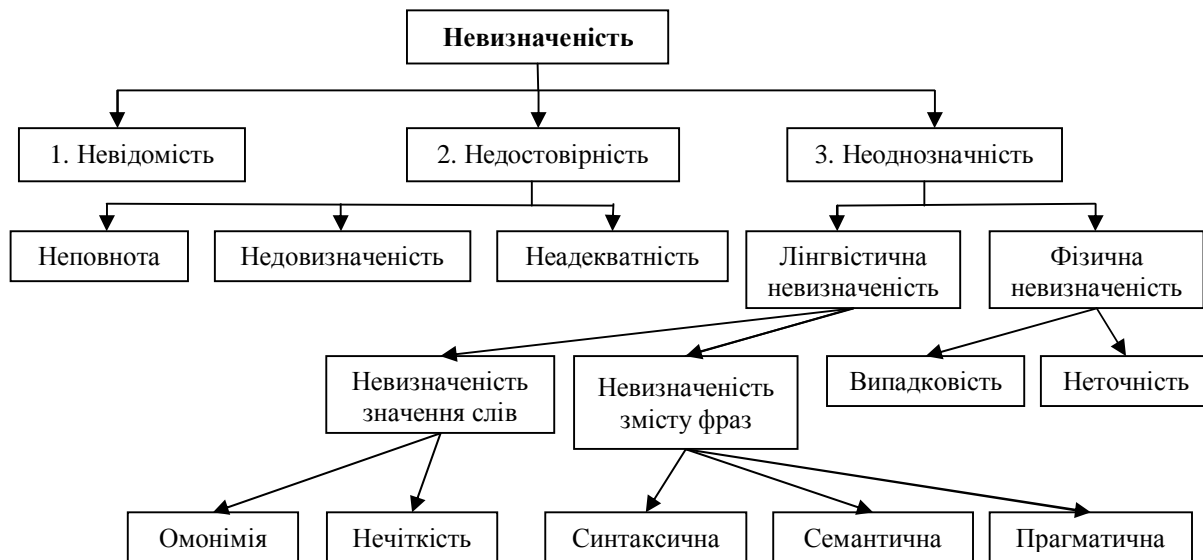 Невизначеність
1. Невідомість
2. Недостовірність
3. Неоднозначність
Неповнота
Недовизначеність
Неадекватність
Лінгвістична
невизначеність
Фізична
невизначеність
Невизначеність
значення слів
Невизначеність
змісту фраз
Випадковість
Неточність
Омонімія
Нечіткість
Синтаксична
Семантична
Прагматична